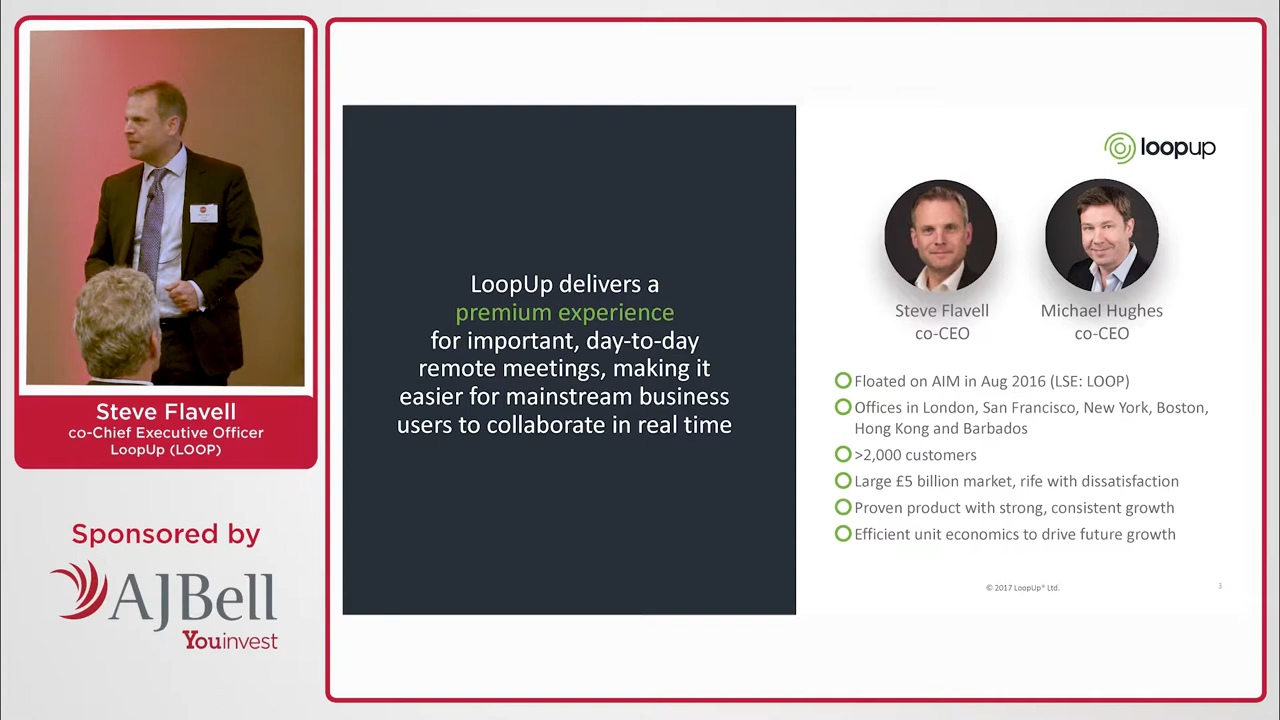 Steve Flavell
co-Chief Executive Officer
LoopUp (LOOP)
Sponsored by
AJBell
Youinvest
LoopUp delivers a
premium experience
for important, day-to-day
remote meetings, making it
easier for mainstream business
users to collaborate in real time
loopup
Steve Flavell
co-CEO
Michael Hughes
co-CEO
Floated on AIM in Aug 2016 (LSE: LOOP)
Offices in London, San Francisco, New York, Boston,
Hong Kong and Barbados
>2,000 customers
Large £5 billion market, rife with dissatisfaction
Proven product with strong, consistent growth
Efficient unit economics to drive future growth
© 2017 LoopUp® Ltd.
3